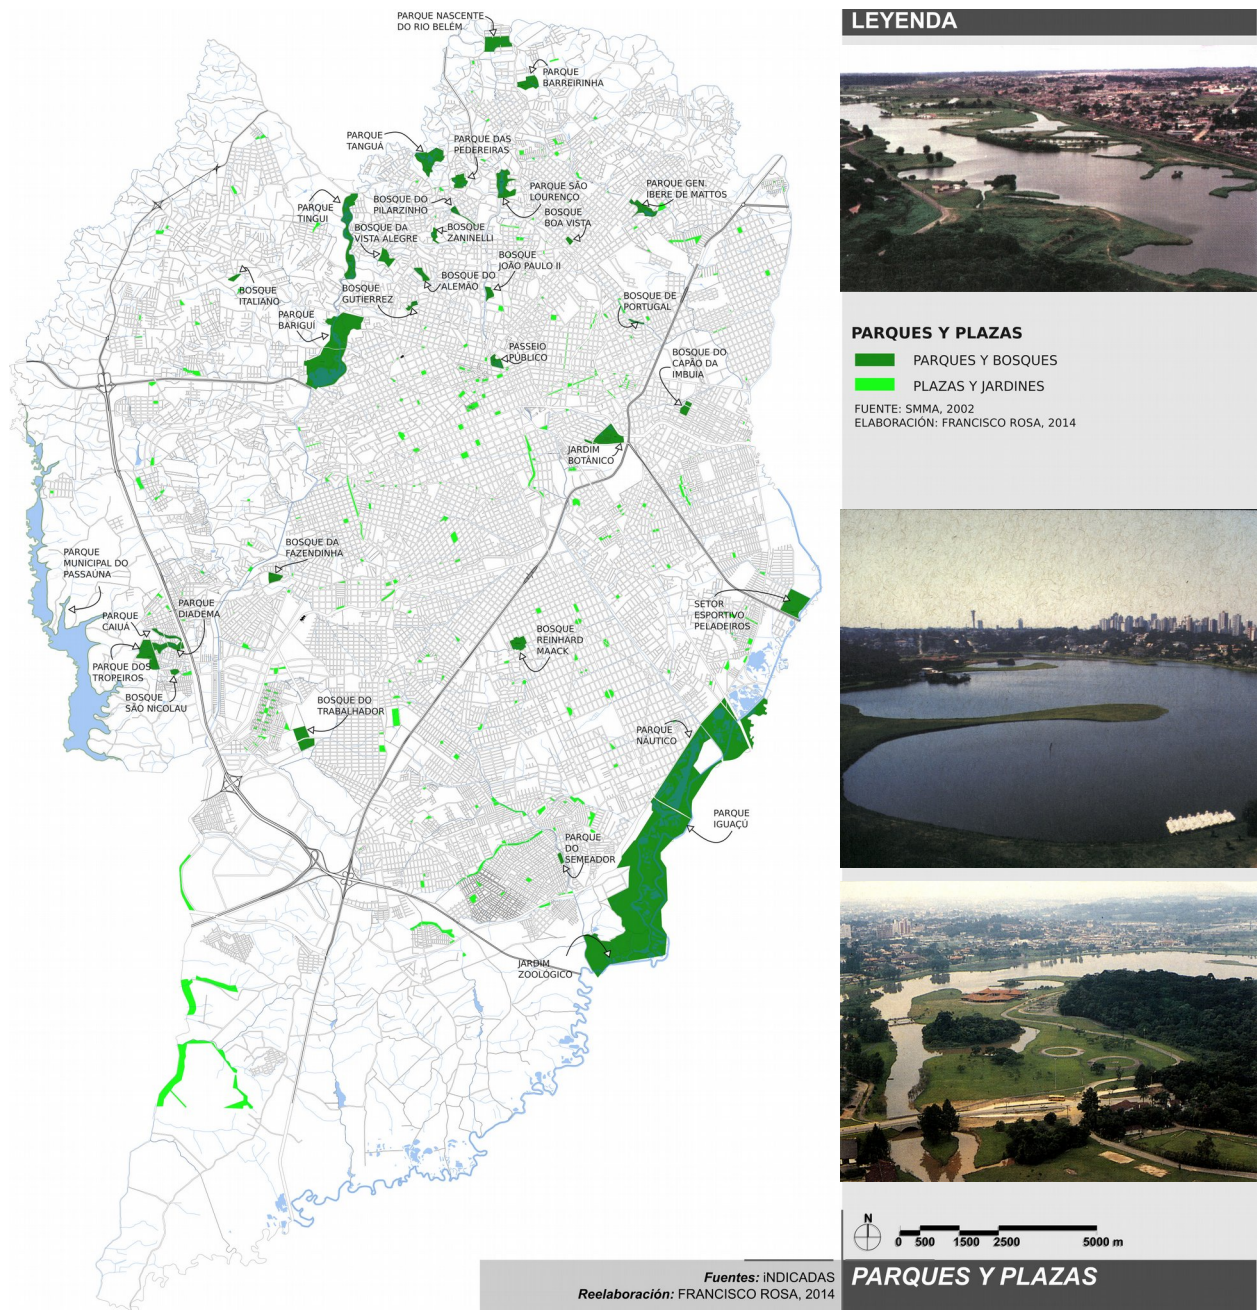 PARQUE NASCENTE
DO RIO BELÉM
PARQUE
BARREIRINHA
PARQUE
TANGUÁ
PARQUE DAS
PEDEREIRAS
PARQUE SÃO
LOURENÇO
PARQUE GEN.
IBERE DE MATTOS
BOSQUE DO
PILARZINHO
PARQUE
TINGUI
BOSQUE
BOA VISTA
BOSQUE
ZANINELLI
BOSQUE DA
VISTA ALEGRE
BOSQUE
JOÃO PAULO II
BOSQUE DO
ALEMÃO
BOSQUE
ITALIANO
BOSQUE
GUTIERREZ
BOSQUE DE
PORTUGAL
PARQUE
BARIGUÍ
PASSEIO
PÚBLICO
BOSQUE DO
CAPÃO DA
IMBUIA
JARDIM
BOTÂNICO
BOSQUE DA
FAZENDINHA
PARQUE
MUNICIPAL DO
PASSAÚNA
PARQUE
DIADEMA
PARQUE
CAIUÁ
SETOR
ESPORTIVO
PELADEIROS
BOSQUE
REINHARD
MAACK
PARQUE DOS
TROPEIROS
BOSQUE
SÃO NICOLAU
BOSQUE DO
TRABALHADOR
PARQUE
NÁUTICO
PARQUE
IGUAÇÚ
PARQUE
DO
SEMEADOR
JARDIM
ZOOLÓGICO
LEYENDA
PARQUES Y PLAZAS
PARQUES Y BOSQUES
PLAZAS Y JARDINES
FUENTE: SMMA, 2002
ELABORACIÓN: FRANCISCO ROSA, 2014
N
0 500 1500 2500 5000 m
Fuentes: iNDICADAS
Reelaboración: FRANCISCO ROSA, 2014
PARQUES Y PLAZAS